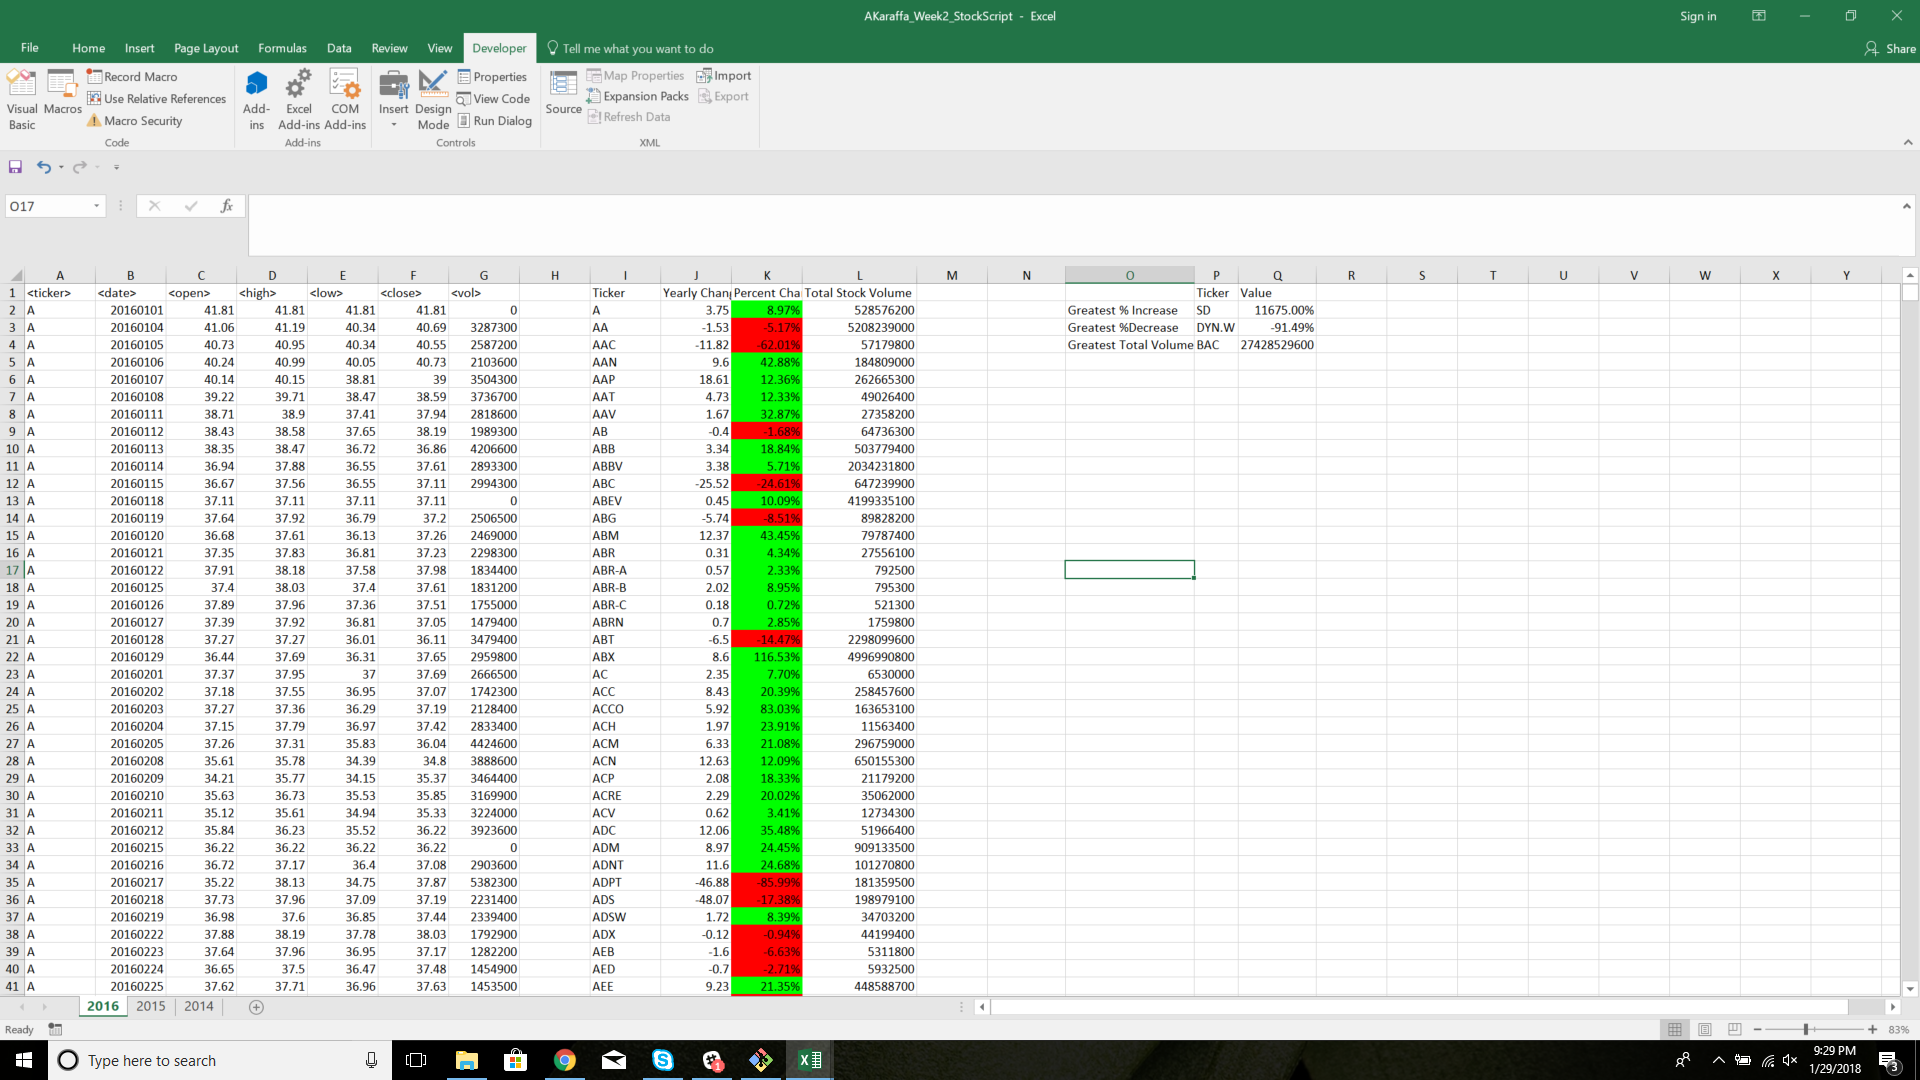 AKaraffa_Week2_StockScript - Excel
Sign in
File Home Insert Page Layout Formulas Data Review View Developer Tell me what you want to do Share
Visual Basic
Macros
Record Macro
Use Relative References
Macro Security
Code
Add-ins
Excel Add-ins
COM Add-ins
Add-ins
Insert
Design Mode
Properties
View Code
Run Dialog
Controls
Source
Map Properties
Expansion Packs
Refresh Data
Import
Export
XML
O17 fx
A B C D E F G H I J K L M N O P Q R S T U V W X Y
1 <ticker> <date> <open> <high> <low> <close> <vol> Ticker Yearly Chan Percent Cha Total Stock Volume Ticker Value
2 A 20160101 41.81 41.81 41.81 41.81 0 A 3.75 8.97% 528576200 Greatest % Increase SD 11675.00%
3 A 20160104 41.06 41.19 40.34 40.69 3287300 AA -1.53 -5.17% 5208239000 Greatest %Decrease DYN.W -91.49%
4 A 20160105 40.73 40.95 40.34 40.55 2587200 AAC -11.82 -62.01% 57179800 Greatest Total Volume BAC 27428529600
5 A 20160106 40.24 40.99 40.05 40.73 2103600 AAN 9.6 42.88% 184809000
6 A 20160107 40.14 40.15 38.81 39 3504300 AAP 18.61 12.36% 262665300
7 A 20160108 39.22 39.71 38.47 38.59 3736700 AAT 4.73 12.33% 49026400
8 A 20160111 38.71 38.9 37.41 37.94 2818600 AAV 1.67 32.87% 27358200
9 A 20160112 38.43 38.58 37.65 38.19 1989300 AB -0.4 -1.68% 64736300
10 A 20160113 38.35 38.47 36.72 36.86 4206600 ABB 3.34 18.84% 503779400
11 A 20160114 36.94 37.88 36.55 37.61 2893300 ABBV 3.38 5.71% 2034231800
12 A 20160115 36.67 37.56 36.55 37.11 2994300 ABC -25.52 -24.61% 647239900
13 A 20160118 37.11 37.11 37.11 37.11 0 ABEV 0.45 10.09% 4199335100
14 A 20160119 37.64 37.92 36.79 37.2 2506500 ABG -5.74 -8.51% 89828200
15 A 20160120 36.68 37.61 36.13 37.26 2469000 ABM 12.37 43.45% 79787400
16 A 20160121 37.35 37.83 36.81 37.23 2298300 ABR 0.31 4.34% 27556100
17 A 20160122 37.91 38.18 37.58 37.98 1834400 ABR-A 0.57 2.33% 792500
18 A 20160125 37.4 38.03 37.4 37.61 1831200 ABR-B 2.02 8.95% 795300
19 A 20160126 37.89 37.96 37.36 37.51 1755000 ABR-C 0.18 0.72% 521300
20 A 20160127 37.39 37.92 36.81 37.05 1479400 ABRN 0.7 2.85% 1759800
21 A 20160128 37.27 37.27 36.01 36.11 3479400 ABT -6.5 -14.47% 2298099600
22 A 20160129 36.44 37.69 36.31 37.65 2959800 ABX 8.6 116.53% 4996990800
23 A 20160201 37.37 37.95 37 37.69 2666500 AC 2.35 7.70% 6530000
24 A 20160202 37.18 37.55 36.95 37.07 1742300 ACC 8.43 20.39% 258457600
25 A 20160203 37.27 37.36 36.29 37.19 2128400 ACCO 5.92 83.03% 163653100
26 A 20160204 37.15 37.79 36.97 37.42 2833400 ACH 1.97 23.91% 11563400
27 A 20160205 37.26 37.31 35.83 36.04 4424600 ACM 6.33 21.08% 296759000
28 A 20160208 35.61 35.78 34.39 34.8 3888600 ACN 12.63 12.09% 650155300
29 A 20160209 34.21 35.77 34.15 35.37 3464400 ACP 2.08 18.33% 21179200
30 A 20160210 35.63 36.73 35.53 35.85 3169900 ACRE 2.29 20.02% 35062000
31 A 20160211 35.12 35.61 34.94 35.33 3224000 ACV 0.62 3.41% 12734300
32 A 20160212 35.84 36.23 35.52 36.22 3923600 ADC 12.06 35.48% 51966400
33 A 20160215 36.22 36.22 36.22 36.22 0 ADM 8.97 24.45% 909133500
34 A 20160216 36.72 37.17 36.4 37.08 2903600 ADNT 11.6 24.68% 101270800
35 A 20160217 35.22 38.13 34.75 37.87 5382300 ADPT -46.88 -85.99% 181359500
36 A 20160218 37.73 37.96 37.09 37.19 2231400 ADS -48.07 -17.38% 198979100
37 A 20160219 36.98 37.6 36.85 37.44 2339400 ADSW 1.72 8.39% 34703200
38 A 20160222 37.88 38.19 37.78 38.03 1792900 ADX -0.12 -0.94% 44199400
39 A 20160223 37.64 37.96 36.95 37.17 1282200 AEB -1.6 -6.63% 5311800
40 A 20160224 36.65 37.5 36.47 37.48 1454900 AED -0.7 -2.71% 5932500
41 A 20160225 37.62 37.71 36.96 37.63 1453500 AEE 9.23 21.35% 448588700
2016 2015 2014
Ready 83%
Type here to search
1
9:29 PM
1/29/2018
3